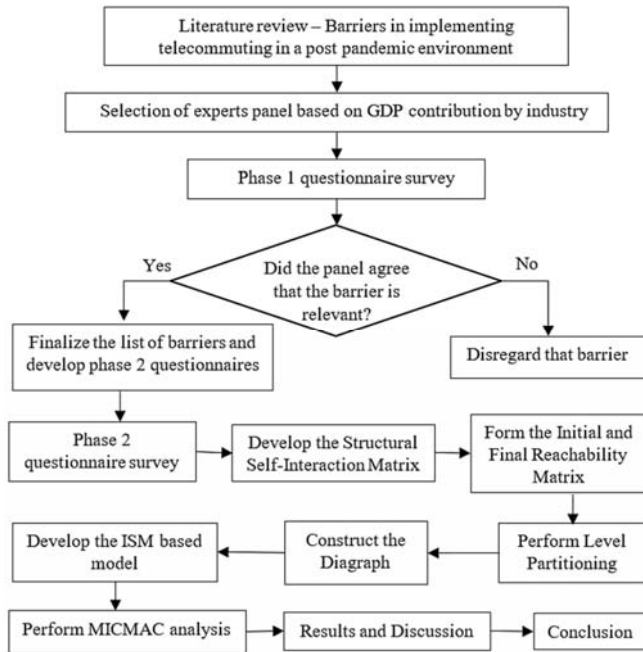 Literature review – Barriers in implementing
telecommuting in a post pandemic environment
Selection of experts panel based on GDP contribution by industry
Phase 1 questionnaire survey
Yes
No
Did the panel agree
that the barrier is
relevant?
Finalize the list of barriers and
develop phase 2 questionnaires
Disregard that barrier
Phase 2
questionnaire survey
Develop the Structural
Self-Interaction Matrix
Form the Initial and
Final Reachability
Matrix
Perform Level
Partitioning
Construct the
Diagraph
Develop the ISM based
model
Perform MICMAC analysis
Results and Discussion
Conclusion